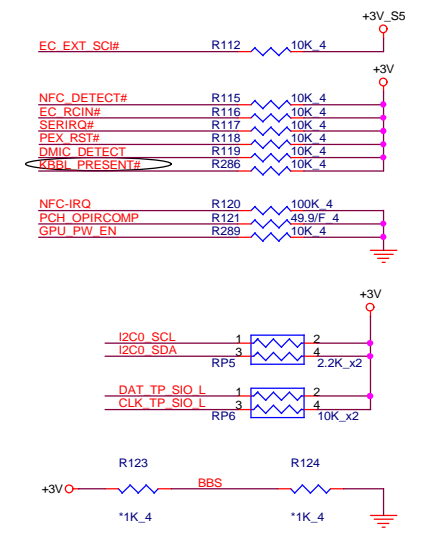 +3V_S5
EC_EXT_SCI# R112 10K_4
+3V
NFC_DETECT# R115 10K_4
EC_RCIN# R116 10K_4
SERIRQ# R117 10K_4
PEX_RST# R118 10K_4
DMIC_DETECT R119 10K_4
KBBL_PRESENT# R286 10K_4
NFC-IRQ R120 100K_4
PCH_OPIRCOMP R121 49.9/F_4
GPU_PW_EN R289 10K_4
+3V
I2C0_SCL 1 2
I2C0_SDA 3 4
RP5 2.2K_x2
DAT_TP_SIO_L 1 2
CLK_TP_SIO_L 3 4
RP6 10K_x2
R123 R124
+3V BBS
*1K_4 *1K_4